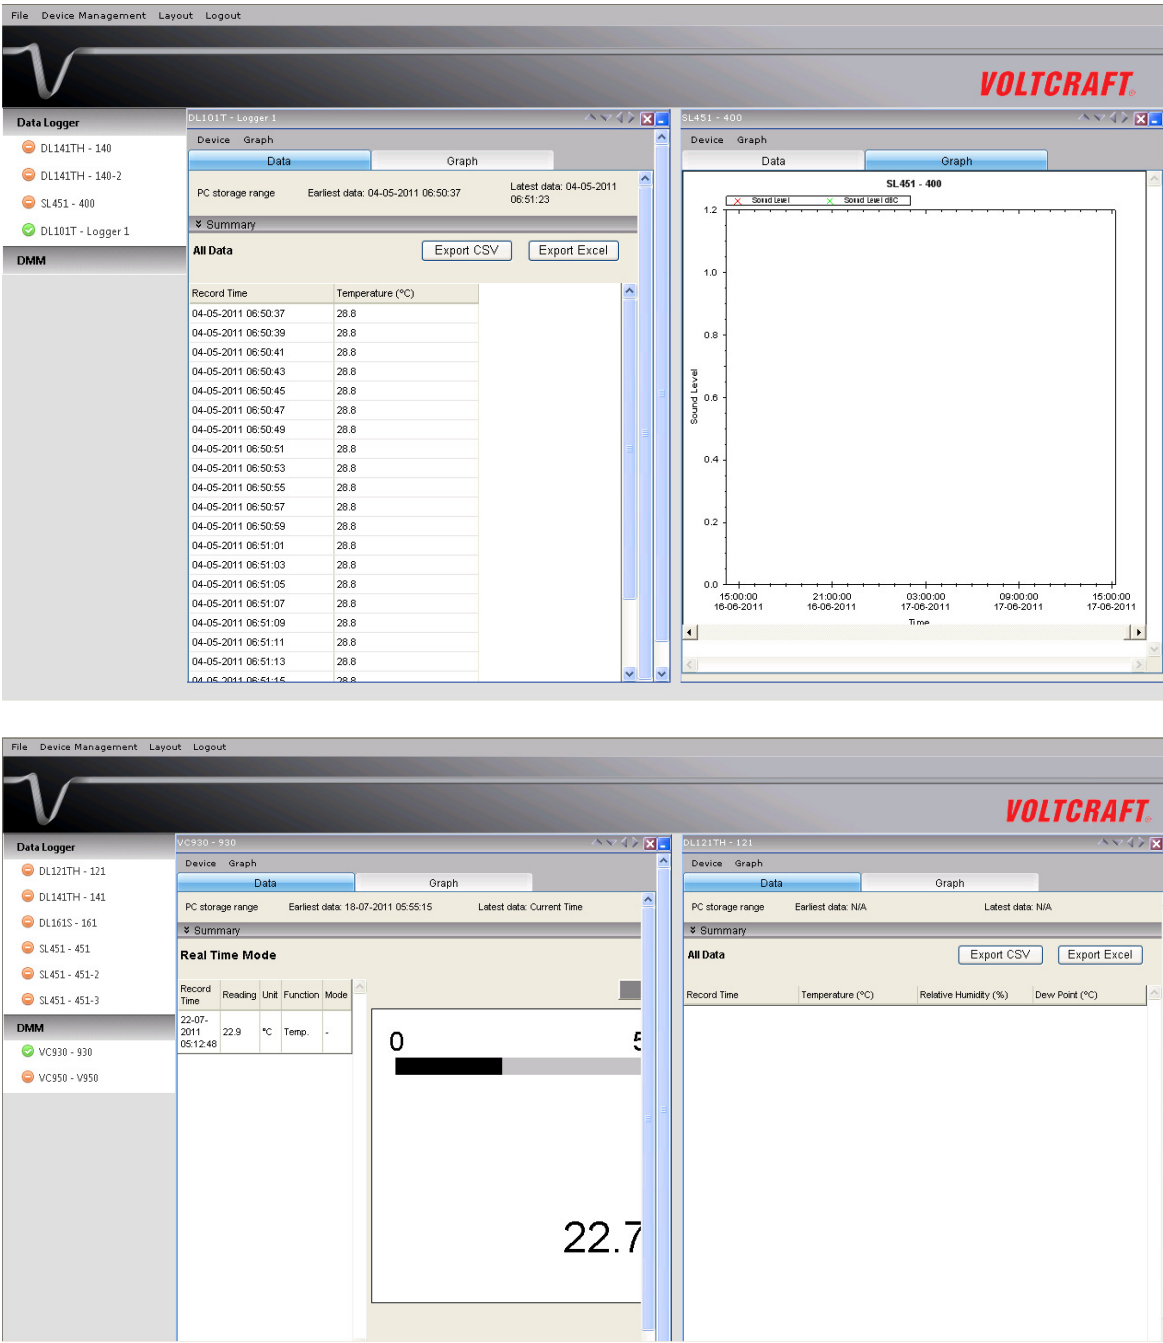 File Device Management Layout Logout
VOLTCRAFT
Data Logger
DL141TH - 140
DL141TH - 140-2
SL451 - 400
DL101T - Logger 1
DMM
DL101T - Logger 1
Device Graph
Data Graph
PC storage range Earliest data: 04-05-2011 06:50:37 Latest data: 04-05-2011
06:51:23
Summary
All Data Export CSV Export Excel
Record Time Temperature (°C)
04-05-2011 06:50:37 28.8
04-05-2011 06:50:39 28.8
04-05-2011 06:50:41 28.8
04-05-2011 06:50:43 28.8
04-05-2011 06:50:45 28.8
04-05-2011 06:50:47 28.8
04-05-2011 06:50:49 28.8
04-05-2011 06:50:51 28.8
04-05-2011 06:50:53 28.8
04-05-2011 06:50:55 28.8
04-05-2011 06:50:57 28.8
04-05-2011 06:50:59 28.8
04-05-2011 06:51:01 28.8
04-05-2011 06:51:03 28.8
04-05-2011 06:51:05 28.8
04-05-2011 06:51:07 28.8
04-05-2011 06:51:09 28.8
04-05-2011 06:51:11 28.8
04-05-2011 06:51:13 28.8
04-05-2011 06:51:15 28.8
SL451 - 400
Device Graph
Data Graph
SL451 - 400
Sound Level Sound Level dBC
1.2
1.0
0.8
0.6
0.4
0.2
0.0
Sound Level
15:00:00 21:00:00 03:00:00 09:00:00 15:00:00
16-06-2011 16-06-2011 17-06-2011 17-06-2011 17-06-2011
Time
File Device Management Layout Logout
VOLTCRAFT
Data Logger
DL121TH - 121
DL141TH - 141
DL161S - 161
SL451 - 451
SL451 - 451-2
SL451 - 451-3
DMM
VC930 - 930
VC950 - V950
VC930 - 930
Device Graph
Data Graph
PC storage range Earliest data: 18-07-2011 05:55:15 Latest data: Current Time
Summary
Real Time Mode
Record
Time Reading Unit Function Mode
22-07-
2011
05:12:48 22.9 °C Temp. -
0 5
22.7
DL121TH - 121
Device Graph
Data Graph
PC storage range Earliest data: N/A Latest data: N/A
Summary
All Data Export CSV Export Excel
Record Time Temperature (°C) Relative Humidity (%) Dew Point (°C)